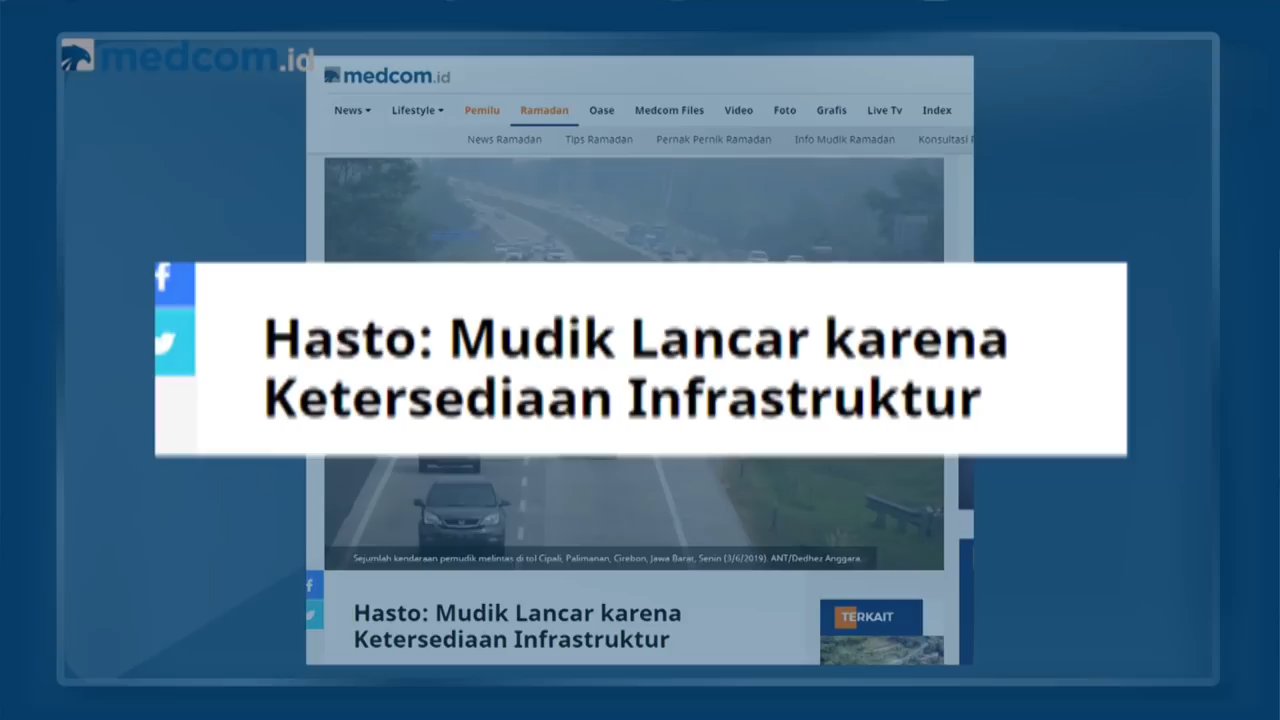 medcom.id
medcom.id
News Lifestyle Pemilu Ramadan Oase Medcom Files Video Foto Grafis Live Tv Index
News Ramadan Tips Ramadan Pernak Pernik Ramadan Info Mudik Ramadan Konsultasi
Hasto: Mudik Lancar karena
Ketersediaan Infrastruktur
Sejumlah kendaraan pemudik melintas di tol Cipali, Palimanan, Cirebon, Jawa Barat, Senin (3/6/2019). ANT/Dedhez Anggara.
Hasto: Mudik Lancar karena
Ketersediaan Infrastruktur
TERKAIT